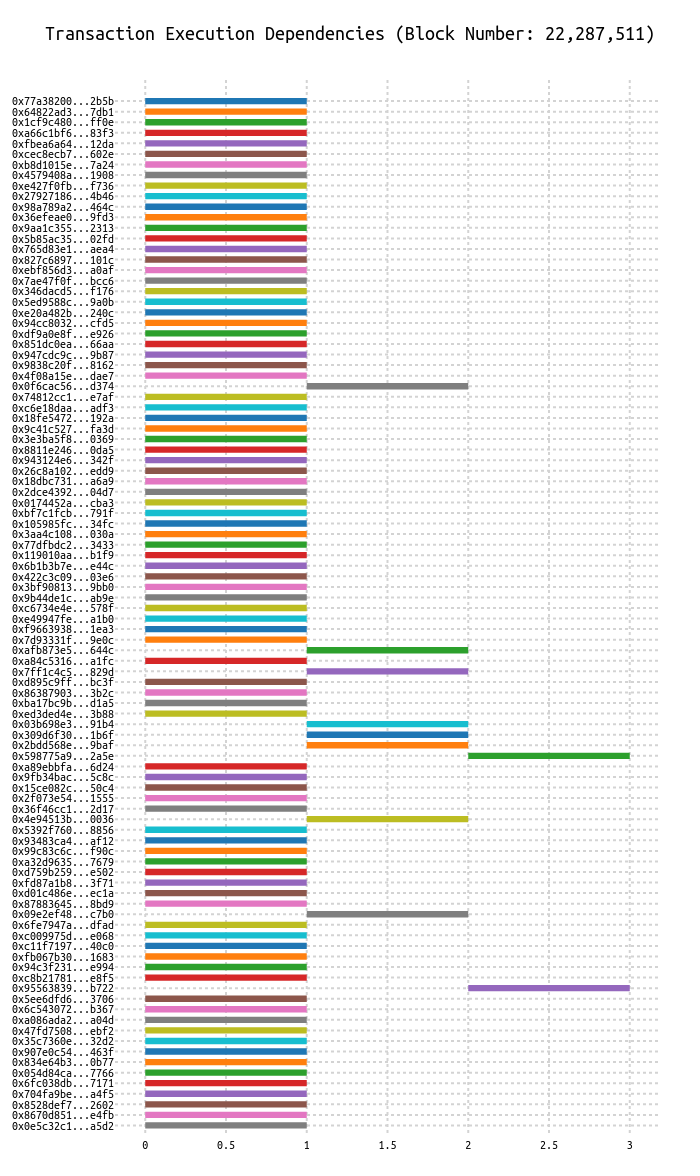 Transaction Execution Dependencies (Block Number: 22,287,511)
0x77a38200...2b5b
0x64822ad3...7db1
0x1cf9c480...ff0e
0xa66c1bf6...83f3
0xfbea6a64...12da
0xcec8ecb7...602e
0xb8d1015e...7a24
0x4579408a...1908
0xe427f0fb...f736
0x27927186...4b46
0x98a789a2...464c
0x36efeae0...9fd3
0x9aa1c355...2313
0x5b85ac35...02fd
0x765d83e1...aea4
0x827c6897...101c
0xebf856d3...a0af
0x7ae47f0f...bcc6
0x346dacd5...f176
0x5ed9588c...9a0b
0xe20a482b...240c
0x94cc8032...cfd5
0xdf9a0e8f...e926
0x851dc0ea...66aa
0x947cdc9c...9b87
0x9838c20f...8162
0x4f08a15e...dae7
0x0f6cac56...d374
0x74812cc1...e7af
0xc6e18daa...adf3
0x18fe5472...192a
0x9c41c527...fa3d
0x3e3ba5f8...0369
0x8811e246...0da5
0x943124e6...342f
0x26c8a102...edd9
0x18dbc731...a6a9
0x2dce4392...04d7
0x0174452a...cba3
0xbf7c1fcb...791f
0x105985fc...34fc
0x3aa4c108...030a
0x77dfbdc2...3433
0x119010aa...b1f9
0x6b1b3b7e...e44c
0x422c3c09...03e6
0x3bf90813...9bb0
0x9b44de1c...ab9e
0xc6734e4e...578f
0xe49947fe...a1b0
0xf9663938...1ea3
0x7d93331f...9e0c
0xafb873e5...644c
0xa84c5316...a1fc
0x7ff1c4c5...829d
0xd895c9ff...bc3f
0x86387903...3b2c
0xba17bc9b...d1a5
0xed3ded4e...3b88
0x03b698e3...91b4
0x309d6f30...1b6f
0x2bdd568e...9baf
0x598775a9...2a5e
0xa89ebbfa...6d24
0x9fb34bac...5c8c
0x15ce082c...50c4
0x2f073e54...1555
0x36f46cc1...2d17
0x4e94513b...0036
0x5392f760...8856
0x93483ca4...af12
0x99c83c6c...f90c
0xa32d9635...7679
0xd759b259...e502
0xfd87a1b8...3f71
0xd01c486e...ec1a
0x87883645...8bd9
0x09e2ef48...c7b0
0x6fe7947a...dfad
0xc009975d...e068
0xc11f7197...40c0
0xfb067b30...1683
0x94c3f231...e994
0xc8b21781...e8f5
0x95563839...b722
0x5ee6dfd6...3706
0x6c543072...b367
0xa086ada2...a04d
0x47fd7508...ebf2
0x35c7360e...32d2
0x907e0c54...463f
0x834e64b3...0b77
0x054d84ca...7766
0x6fc038db...7171
0x704fa9be...a4f5
0x8528def7...2602
0x8670d851...e4fb
0x0e5c32c1...a5d2
0 0.5 1 1.5 2 2.5 3